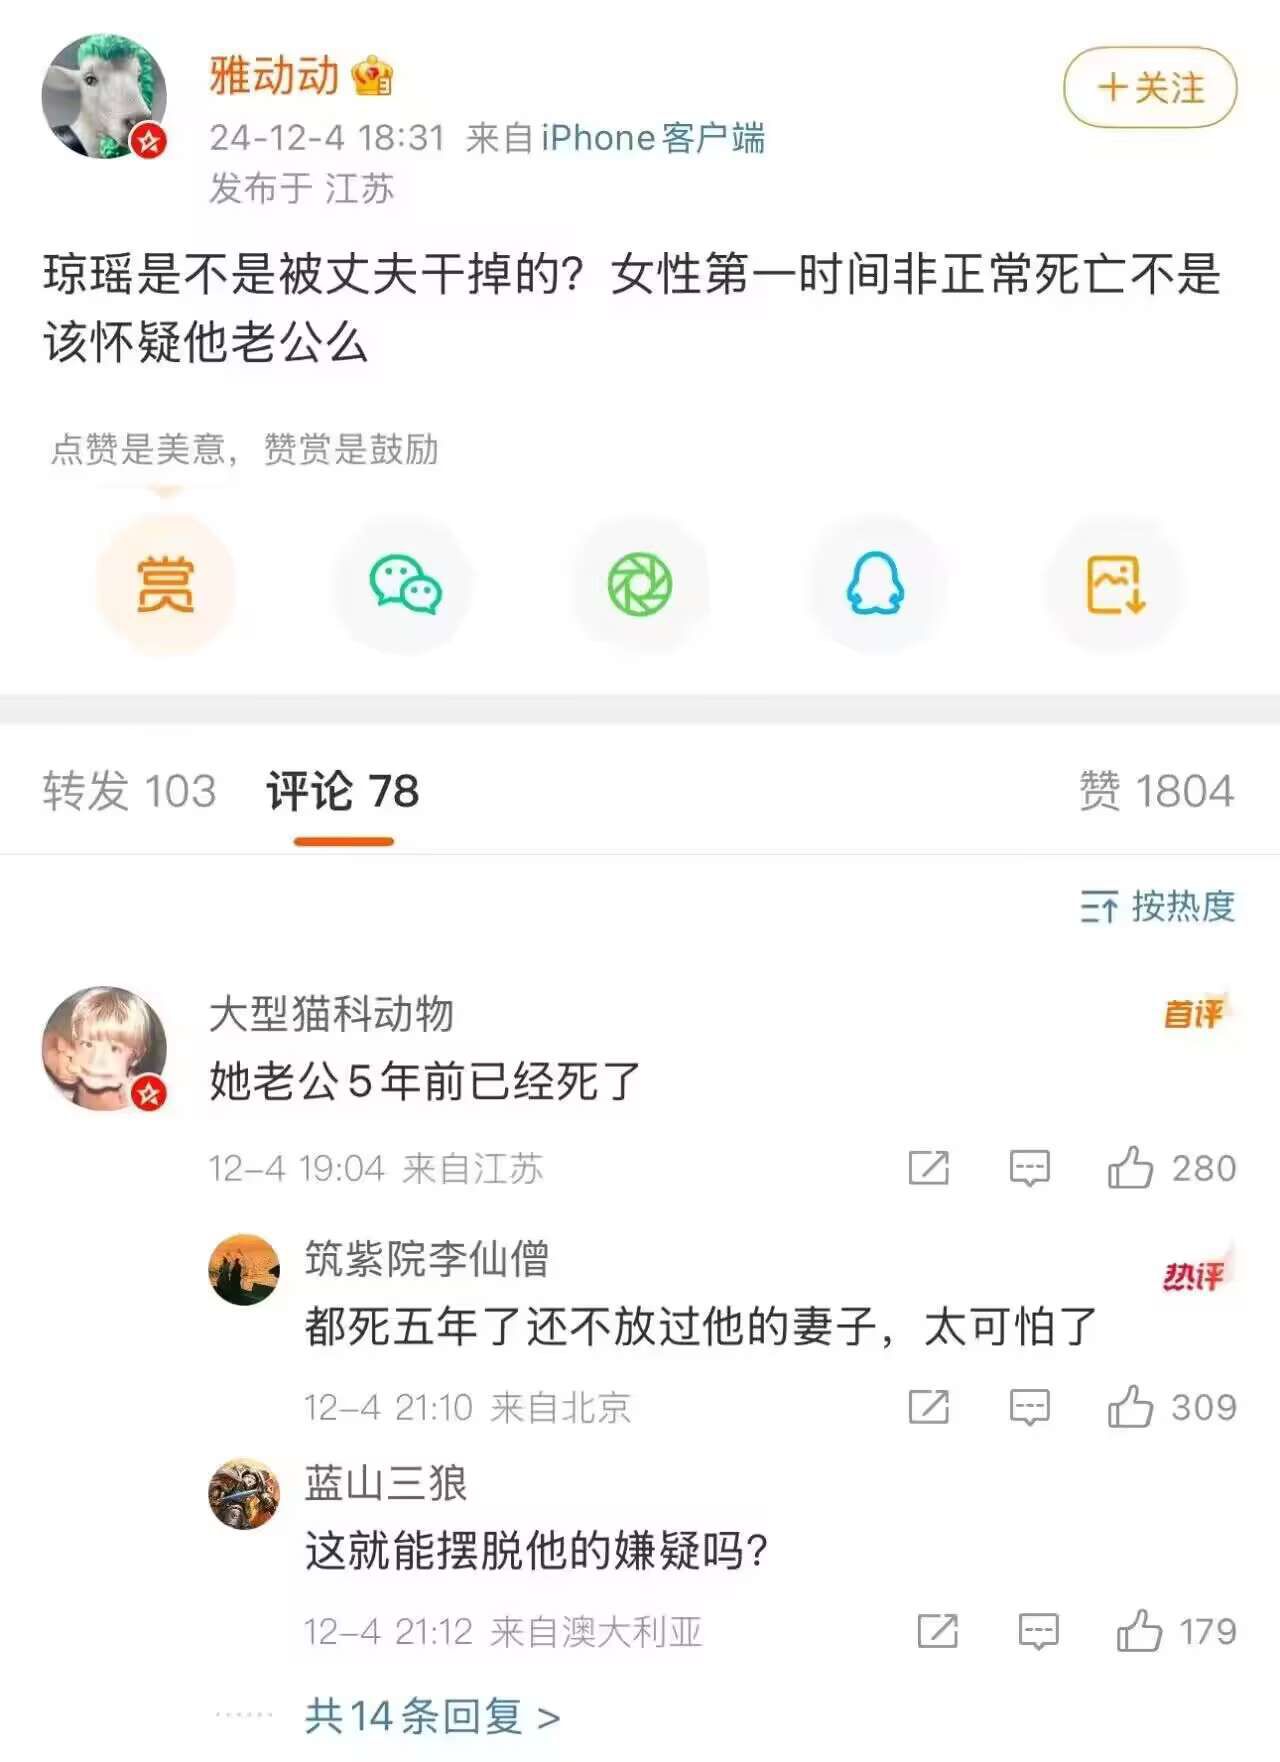 雅动动
+关注
24-12-4 18:31 来自iPhone客户端
发布于 江苏
琼瑶是不是被丈夫干掉的？女性第一时间非正常死亡不是
该怀疑他老公么
点赞是美意，赞赏是鼓励
赏
转发 103 评论 78 赞 1804
按热度
大型猫科动物
首评
她老公5年前已经死了
12-4 19:04 来自江苏 280
筑紫院李仙僧
热评
都死五年了还不放过他的妻子，太可怕了
12-4 21:10 来自北京 309
蓝山三狼
这就能摆脱他的嫌疑吗？
12-4 21:12 来自澳大利亚 179
共14条回复 >